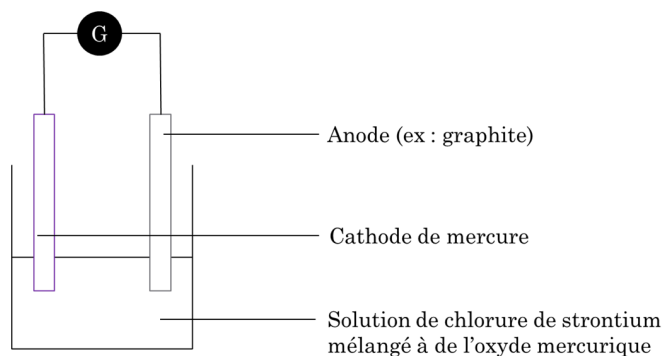 G
Anode (ex : graphite)
Cathode de mercure
Solution de chlorure de strontium
mélangé à de l'oxyde mercurique